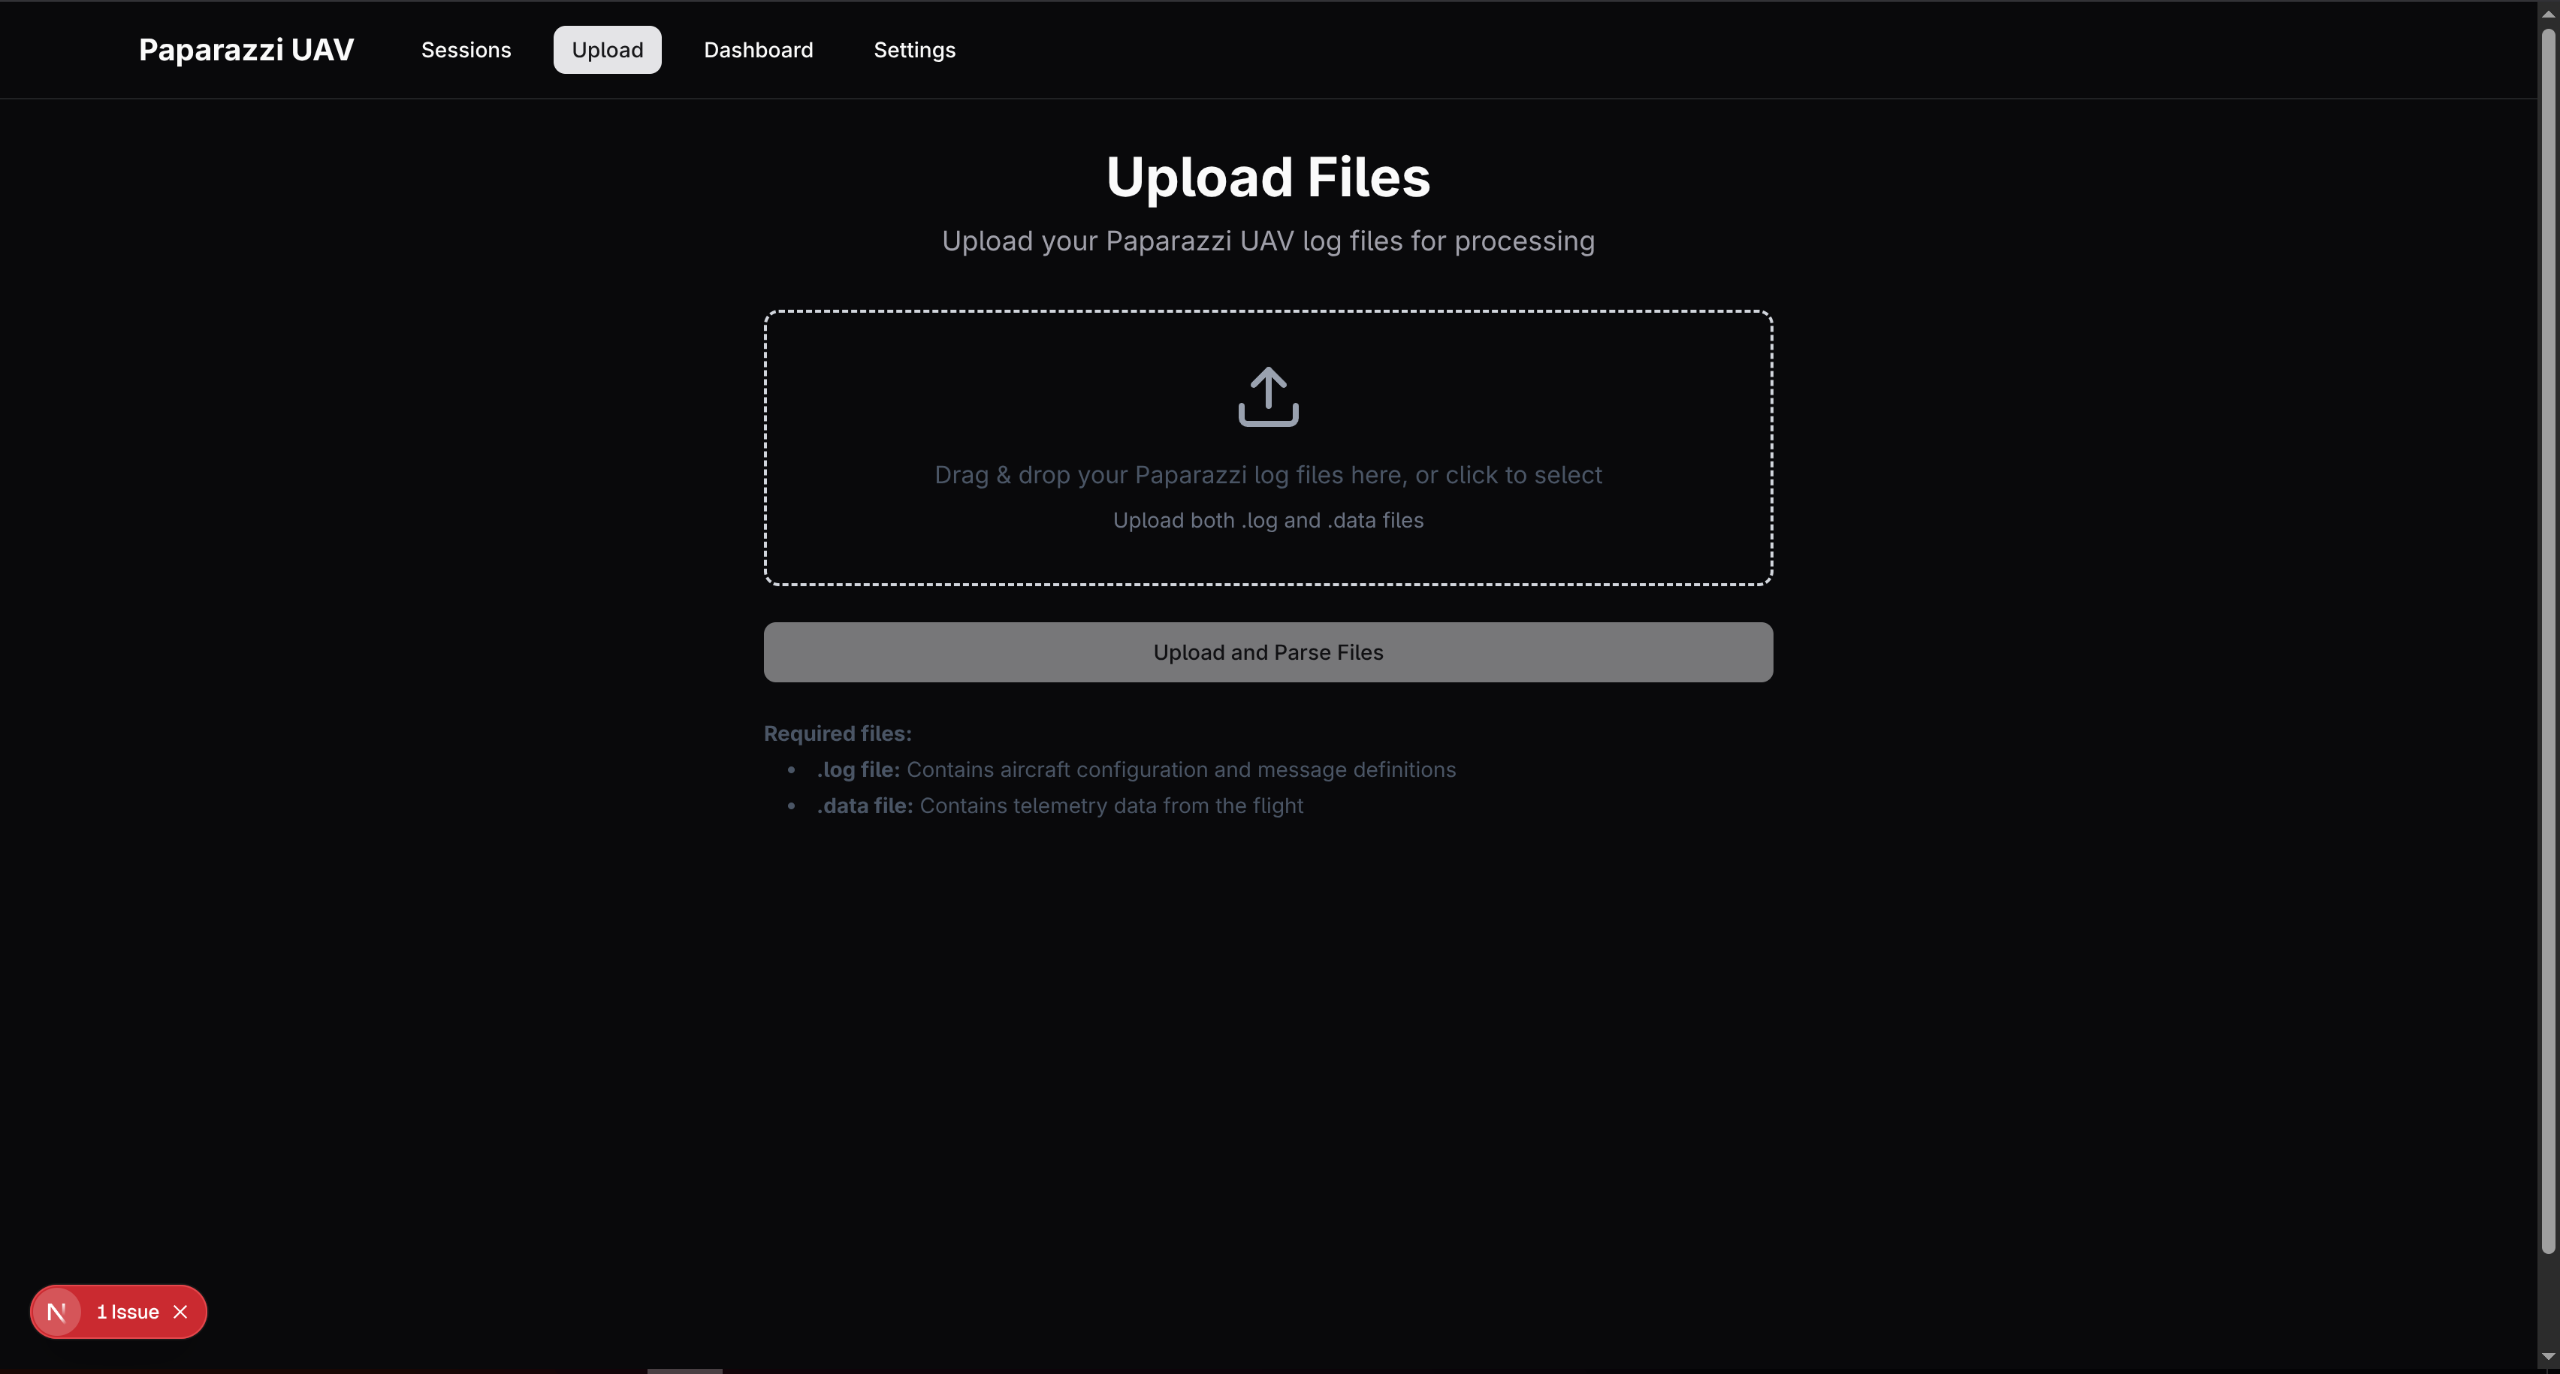 Paparazzi UAV Sessions Upload Dashboard Settings
Upload Files
Upload your Paparazzi UAV log files for processing
Drag & drop your Paparazzi log files here, or click to select
Upload both .log and .data files
Upload and Parse Files
Required files:
• .log file: Contains aircraft configuration and message definitions
• .data file: Contains telemetry data from the flight
N 1 Issue